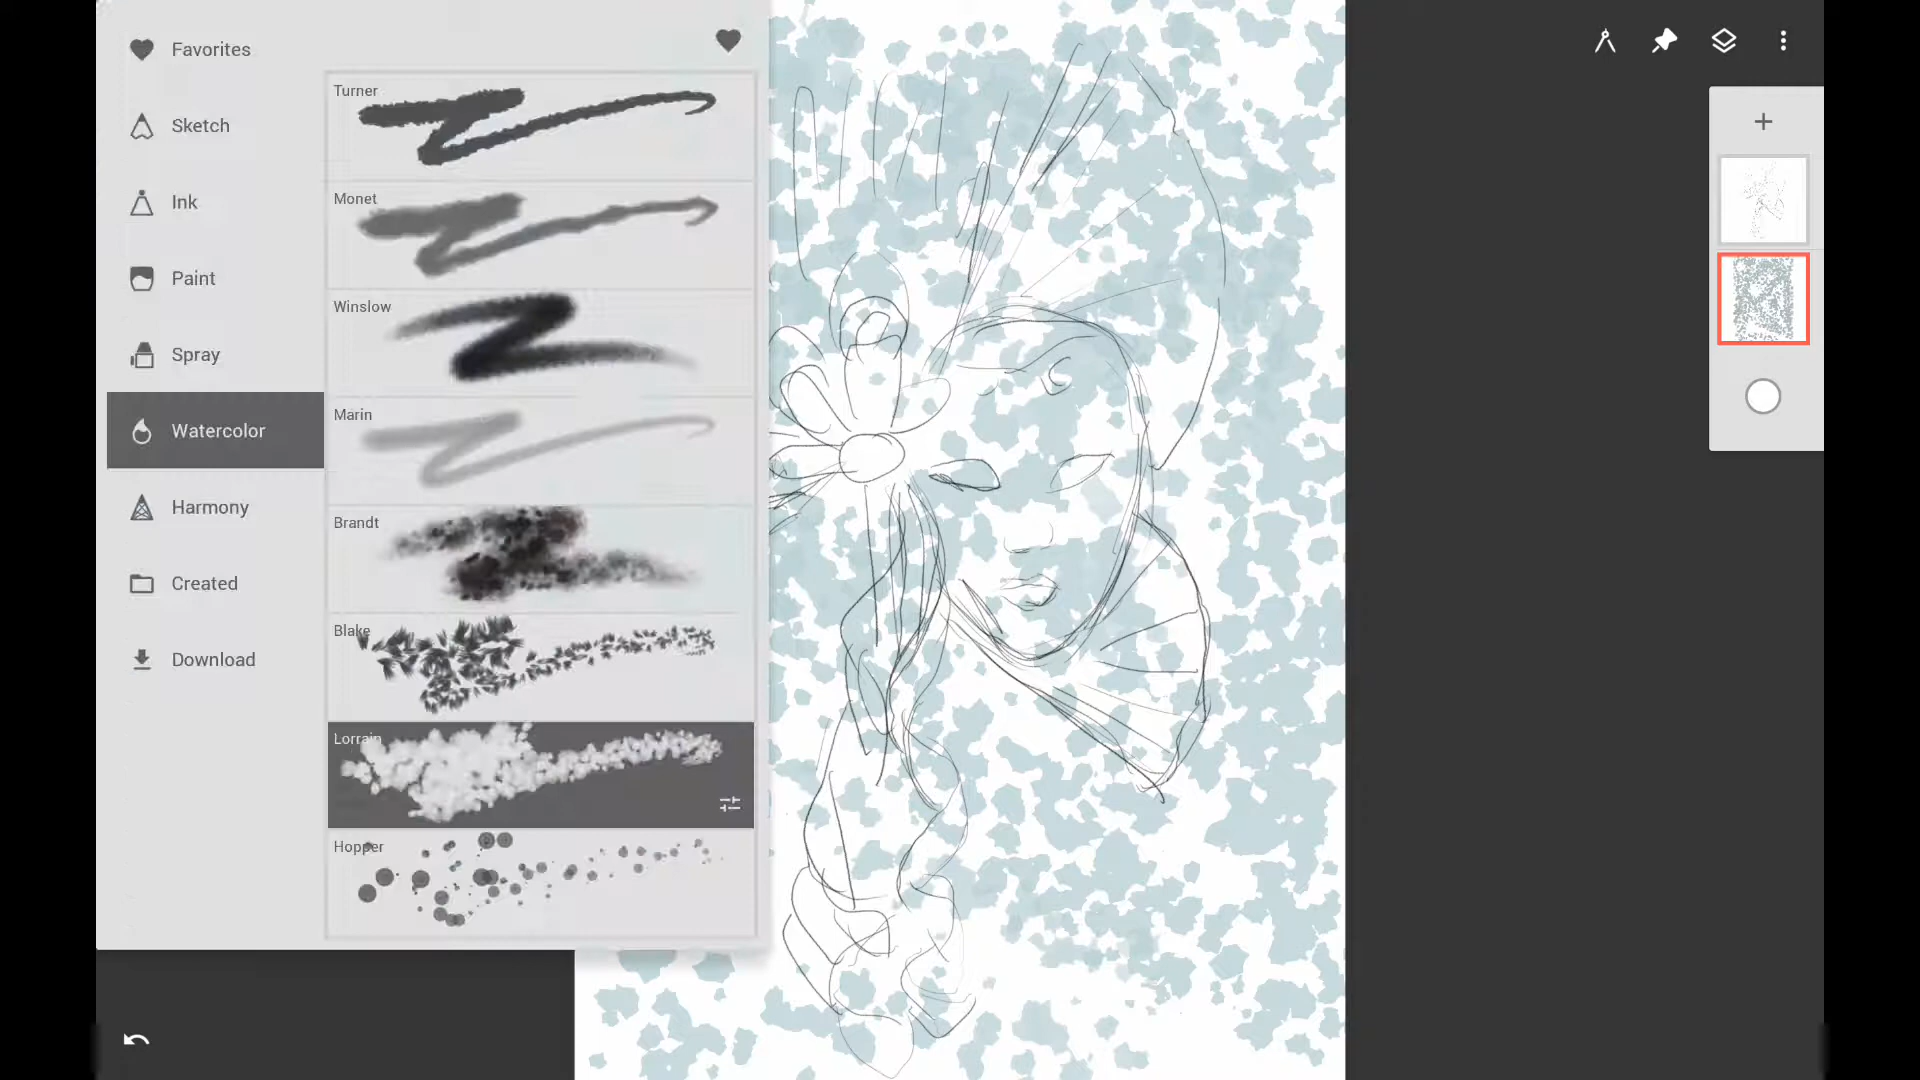 Favorites
Sketch
Ink
Paint
Spray
Watercolor
Harmony
Created
Download
Turner
Monet
Winslow
Marin
Brandt
Blake
Lorrain
Hopper